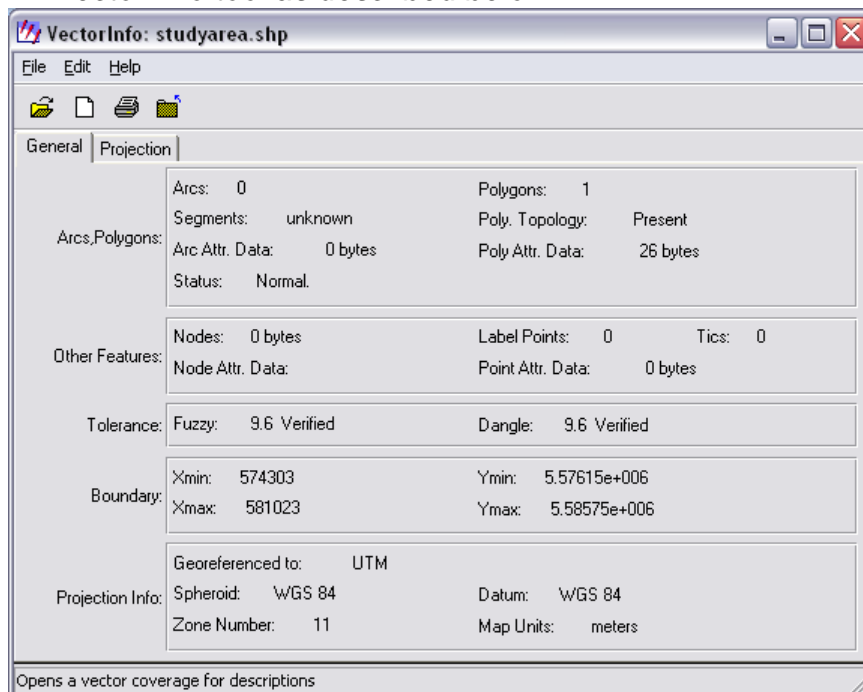 VectorInfo: studyarea.shp
File Edit Help
General Projection
Arcs,Polygons:
Arcs: 0 Polygons: 1
Segments: unknown Poly. Topology: Present
Arc Attr. Data: 0 bytes Poly Attr. Data: 26 bytes
Status: Normal.
Other Features:
Nodes: 0 bytes Label Points: 0 Tics: 0
Node Attr. Data: Point Attr. Data: 0 bytes
Tolerance: Fuzzy: 9.6 Verified Dangle: 9.6 Verified
Boundary:
Xmin: 574303 Ymin: 5.57615e+006
Xmax: 581023 Ymax: 5.58575e+006
Projection Info:
Georeferenced to: UTM
Spheroid: WGS 84 Datum: WGS 84
Zone Number: 11 Map Units: meters
Opens a vector coverage for descriptions